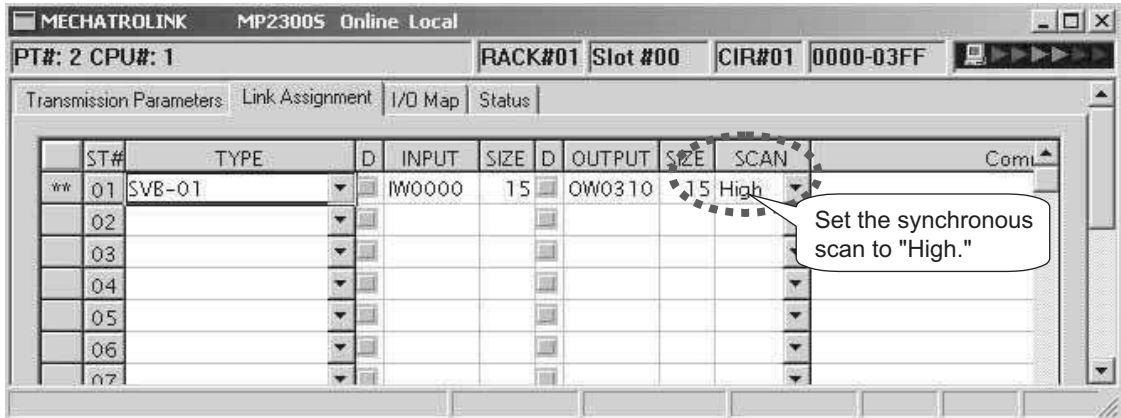 MECHATROLINK MP2300S Online Local
PT#: 2 CPU#: 1 RACK#01 Slot #00 CIR#01 0000-03FF
Transmission Parameters Link Assignment I/O Map Status
ST# TYPE D INPUT SIZE D OUTPUT SIZE SCAN Comi
** 01 SVB-01 IW0000 15 OW0310 15 High
02
Set the synchronous
scan to "High."
03
04
05
06
07